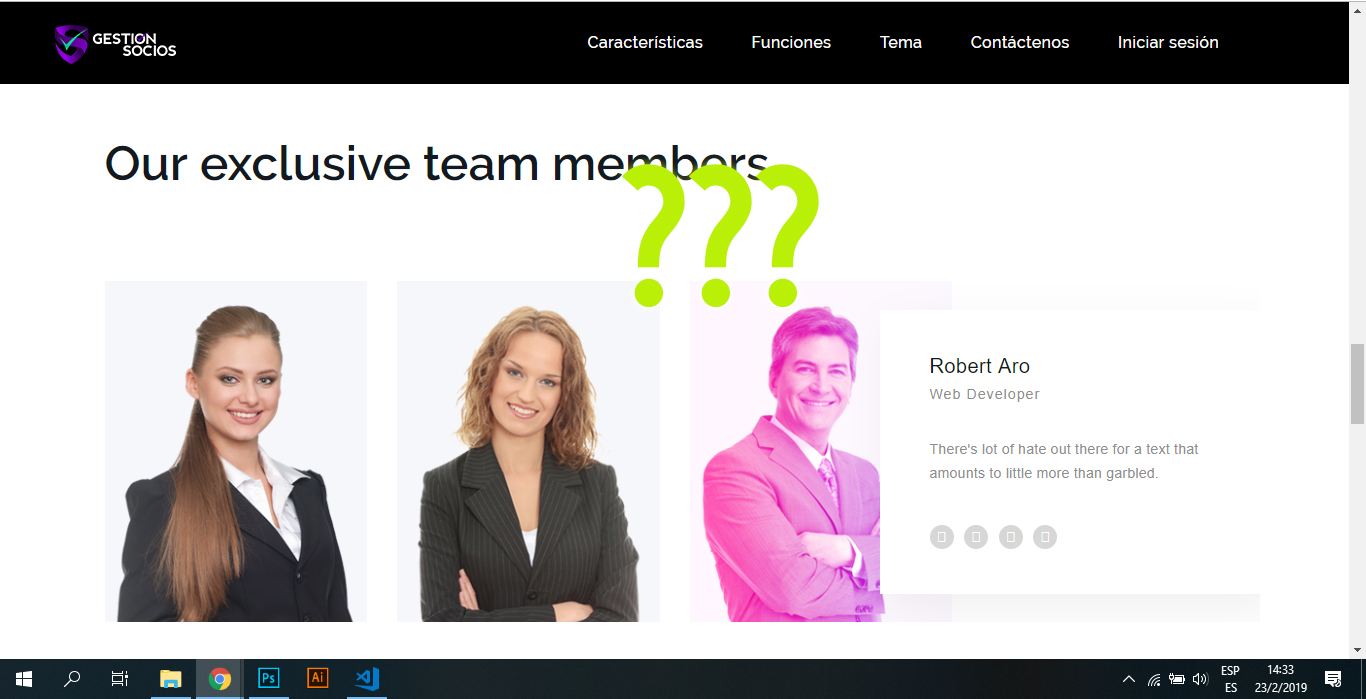 GESTION
SOCIOS
Características
Funciones
Tema
Contáctenos
Iniciar sesión
Our exclusive team members
???
Robert Aro
Web Developer
There's lot of hate out there for a text that
amounts to little more than garbled.
Ps
Ai
ESP
ES
14:33
23/2/2019